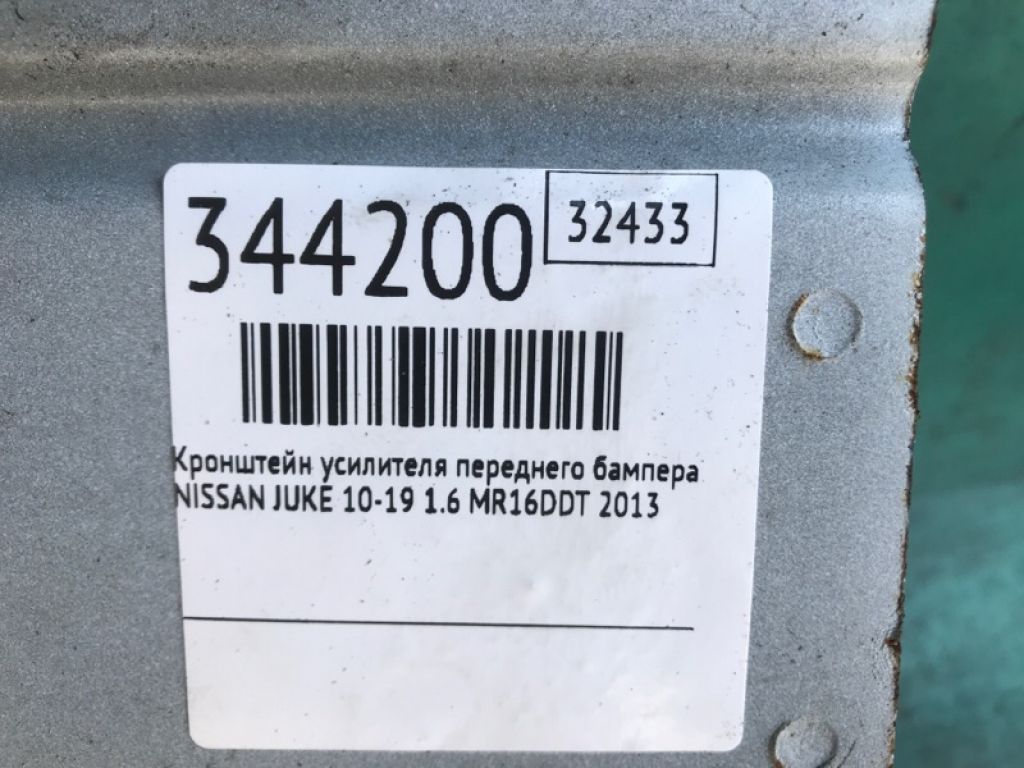 344200
32433
Кронштейн усилителя переднего бампера
NISSAN JUKE 10-19 1.6 MR16DDT 2013